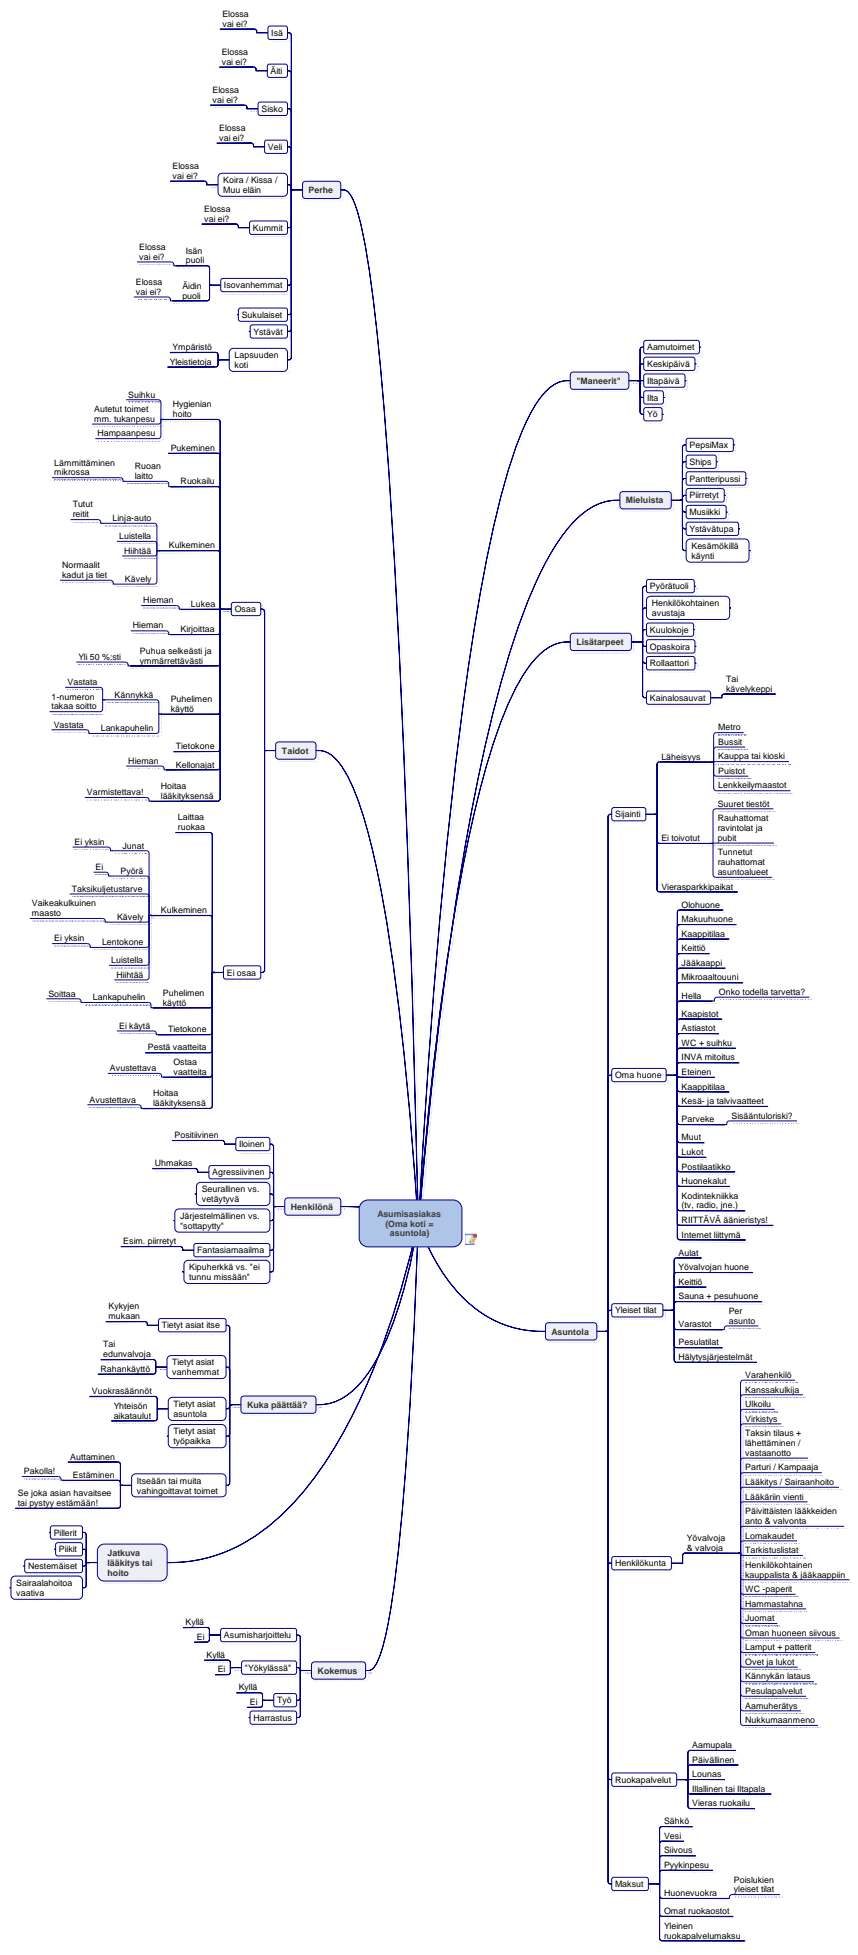 Elossa
vai ei?
Isä
Elossa
vai ei?
Äiti
Elossa
vai ei?
Sisko
Elossa
vai ei?
Veli
Elossa
vai ei?
Koira / Kissa /
Muu eläin
Perhe
Elossa
vai ei?
Kummit
Elossa
vai ei?
Isän
puoli
Elossa
vai ei?
Äidin
puoli
Isovanhemmat
Sukulaiset
Ystävät
Ympäristö
Yleistietoja
Lapsuuden
koti
Suihku
Autetut toimet
mm. tukanpesu
Hampaanpesu
Hygienian
hoito
Pukeminen
Lämmittäminen
mikrossa
Ruoan
laitto
Ruokailu
Tutut
reitit
Linja-auto
Luistella
Hiihtää
Normaalit
kadut ja tiet
Kävely
Kulkeminen
Hieman
Lukea
Osaa
Hieman
Kirjoittaa
Yli 50 %:sti
Puhua selkeästi ja
ymmärrettävästi
Vastata
1-numeron
takaa soitto
Kännykkä
Vastata
Lankapuhelin
Puhelimen
käyttö
Tietokone
Hieman
Kellonajat
Varmistettava!
Hoitaa
lääkityksensä
Taidot
Laittaa
ruokaa
Ei yksin
Junat
Ei
Pyörä
Taksikuljetustarve
Vaikeakulkuinen
maasto
Kävely
Ei yksin
Lentokone
Luistella
Hiihtää
Kulkeminen
Ei osaa
Soittaa
Lankapuhelin
Puhelimen
käyttö
Ei käytä
Tietokone
Pestä vaatteita
Avustettava
Ostaa
vaatteita
Avustettava
Hoitaa
lääkityksensä
Positiivinen
Iloinen
Uhmakas
Agressiivinen
Seurallinen vs.
vetäytyvä
Järjestelmällinen vs.
"sottapytty"
Esim. piirretyt
Fantasiamaailma
Kipuherkkä vs. "ei
tunnu missään"
Henkilönä
Asumisasiakas
(Oma koti =
asuntola)
Kykyjen
mukaan
Tietyt asiat itse
Tai
edunvalvoja
Rahankäyttö
Tietyt asiat
vanhemmat
Vuokrasäännöt
Yhteisön
aikataulut
Tietyt asiat
asuntola
Tietyt asiat
työpaikka
Kuka päättää?
Auttaminen
Pakolla!
Estäminen
Se joka asian havaitsee
tai pystyy estämään!
Itseään tai muita
vahingoittavat toimet
Pillerit
Piikit
Nestemäiset
Sairaalahoitoa
vaativa
Jatkuva
lääkitys tai
hoito
Kyllä
Ei
Asumisharjoittelu
Kyllä
Ei
"Yökylässä"
Kyllä
Ei
Työ
Harrastus
Kokemus
"Maneerit"
Aamutoimet
Keskipäivä
Iltapäivä
Ilta
Yö
Mieluista
PepsiMax
Ships
Pantteripussi
Piirretyt
Musiikki
Ystävätupa
Kesämökillä
käynti
Lisätarpeet
Pyörätuoli
Henkilökohtainen
avustaja
Kuulokoje
Opaskoira
Rollaattori
Kainalosauvat
Tai
kävelykeppi
Asuntola
Sijainti
Läheisyys
Metro
Bussit
Kauppa tai kioski
Puistot
Lenkkeilymaastot
Ei toivotut
Suuret tiestöt
Rauhattomat
ravintolat ja
pubit
Tunnetut
rauhattomat
asuntoalueet
Vierasparkkipaikat
Oma huone
Olohuone
Makuuhuone
Kaappitilaa
Keittiö
Jääkaappi
Mikroaaltouuni
Hella
Onko todella tarvetta?
Kaapistot
Astiastot
WC + suihku
INVA mitoitus
Eteinen
Kaappitilaa
Kesä- ja talvivaatteet
Parveke
Sisääntuloriski?
Muut
Lukot
Postilaatikko
Huonekalut
Kodintekniikka
(tv, radio, jne.)
RIITTÄVÄ äänieristys!
Internet liittymä
Yleiset tilat
Aulat
Yövalvojan huone
Keittiö
Sauna + pesuhuone
Varastot
Per
asunto
Pesulatilat
Hälytysjärjestelmät
Henkilökunta
Yövalvoja
& valvoja
Varahenkilö
Kanssakulkija
Ulkoilu
Virkistys
Taksin tilaus +
lähettäminen /
vastaanotto
Parturi / Kampaaja
Lääkitys / Sairaanhoito
Lääkäriin vienti
Päivittäisten lääkkeiden
anto & valvonta
Lomakaudet
Tarkistuslistat
Henkilökohtainen
kauppalista & jääkaappiin
WC -paperit
Hammastahna
Juomat
Oman huoneen siivous
Lamput + patterit
Ovet ja lukot
Kännykän lataus
Pesulapalvelut
Aamuherätys
Nukkumaanmeno
Ruokapalvelut
Aamupala
Päivällinen
Lounas
Illallinen tai Iltapala
Vieras ruokailu
Maksut
Sähkö
Vesi
Siivous
Pyykinpesu
Huonevuokra
Poislukien
yleiset tilat
Omat ruokaostot
Yleinen
ruokapalvelumaksu